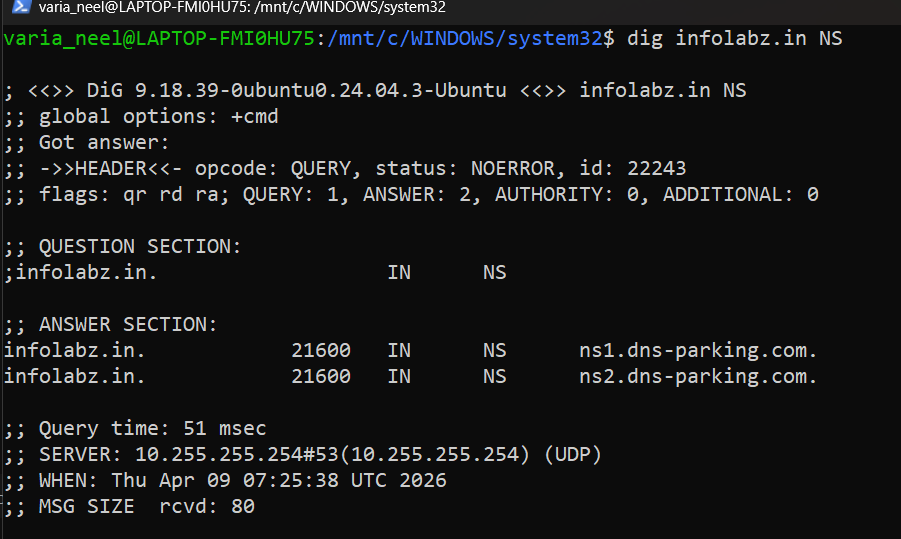 varia_neel@LAPTOP-FMI0HU75: /mnt/c/WINDOWS/system32
varia_neel@LAPTOP-FMI0HU75:/mnt/c/WINDOWS/system32$ dig infolabz.in NS
; <<>> DiG 9.18.39-0ubuntu0.24.04.3-Ubuntu <<>> infolabz.in NS
;; global options: +cmd
;; Got answer:
;; ->>HEADER<<- opcode: QUERY, status: NOERROR, id: 22243
;; flags: qr rd ra; QUERY: 1, ANSWER: 2, AUTHORITY: 0, ADDITIONAL: 0
;; QUESTION SECTION:
;infolabz.in. IN NS
;; ANSWER SECTION:
infolabz.in. 21600 IN NS ns1.dns-parking.com.
infolabz.in. 21600 IN NS ns2.dns-parking.com.
;; Query time: 51 msec
;; SERVER: 10.255.255.254#53(10.255.255.254) (UDP)
;; WHEN: Thu Apr 09 07:25:38 UTC 2026
;; MSG SIZE rcvd: 80